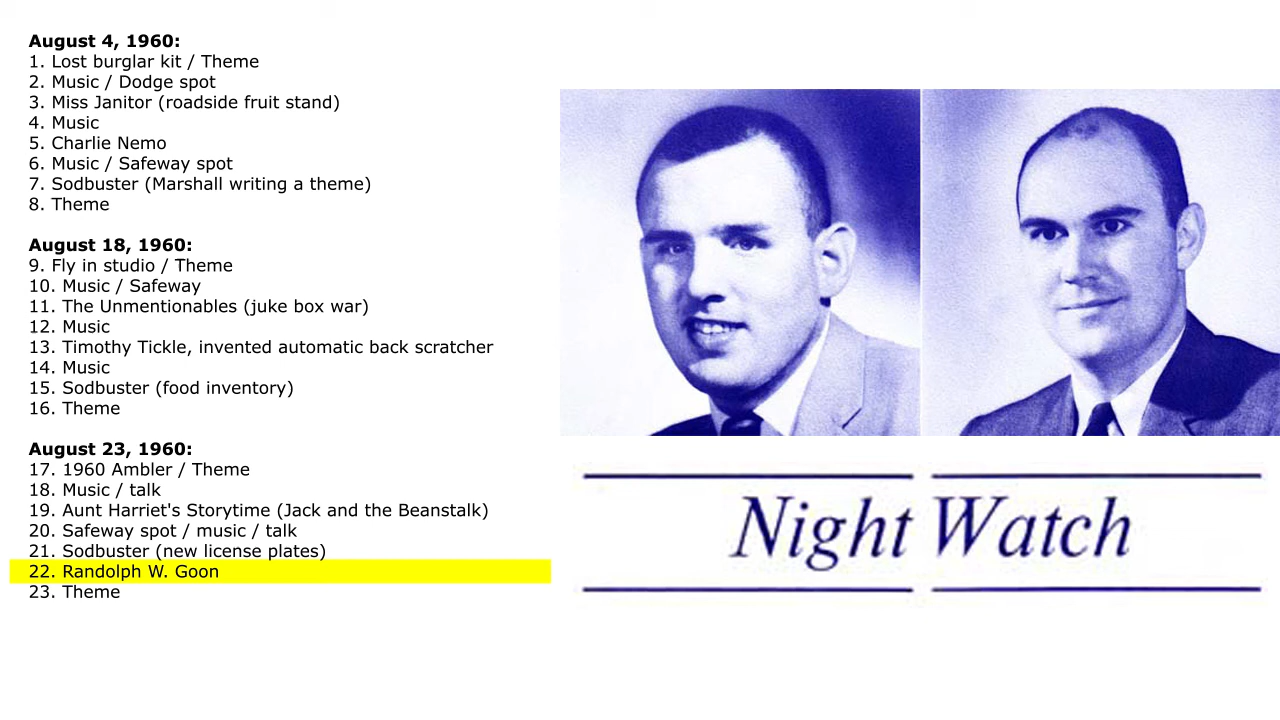 August 4, 1960:
1. Lost burglar kit / Theme
2. Music / Dodge spot
3. Miss Janitor (roadside fruit stand)
4. Music
5. Charlie Nemo
6. Music / Safeway spot
7. Sodbuster (Marshall writing a theme)
8. Theme
August 18, 1960:
9. Fly in studio / Theme
10. Music / Safeway
11. The Unmentionables (juke box war)
12. Music
13. Timothy Tickle, invented automatic back scratcher
14. Music
15. Sodbuster (food inventory)
16. Theme
August 23, 1960:
17. 1960 Ambler / Theme
18. Music / talk
19. Aunt Harriet's Storytime (Jack and the Beanstalk)
20. Safeway spot / music / talk
21. Sodbuster (new license plates)
22. Randolph W. Goon
23. Theme
Night Watch